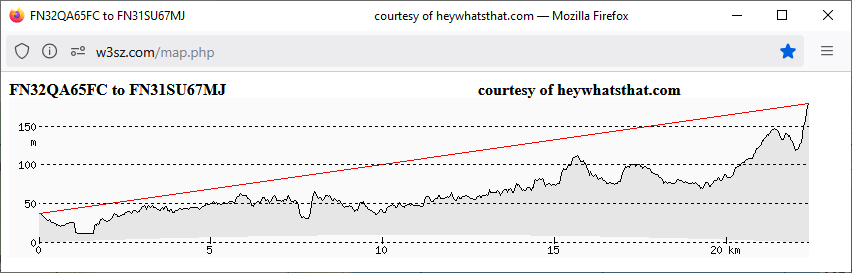 FN32QA65FC to FN31SU67MJ courtesy of heywhatsthat.com — Mozilla Firefox
w3sz.com/map.php
FN32QA65FC to FN31SU67MJ courtesy of heywhatsthat.com
150
m
100
50
0
0 5 10 15 20 km